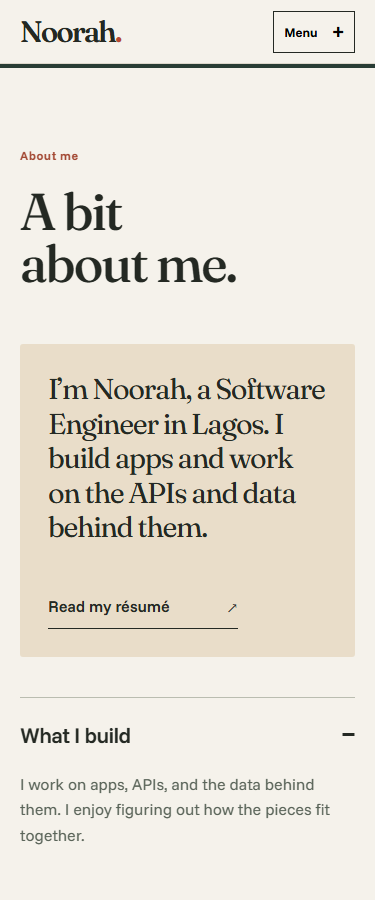 Noorah.
Menu +
About me
A bit
about me.
I’m Noorah, a Software
Engineer in Lagos. I
build apps and work
on the APIs and data
behind them.
Read my résumé ↗
What I build −
I work on apps, APIs, and the data behind
them. I enjoy figuring out how the pieces fit
together.